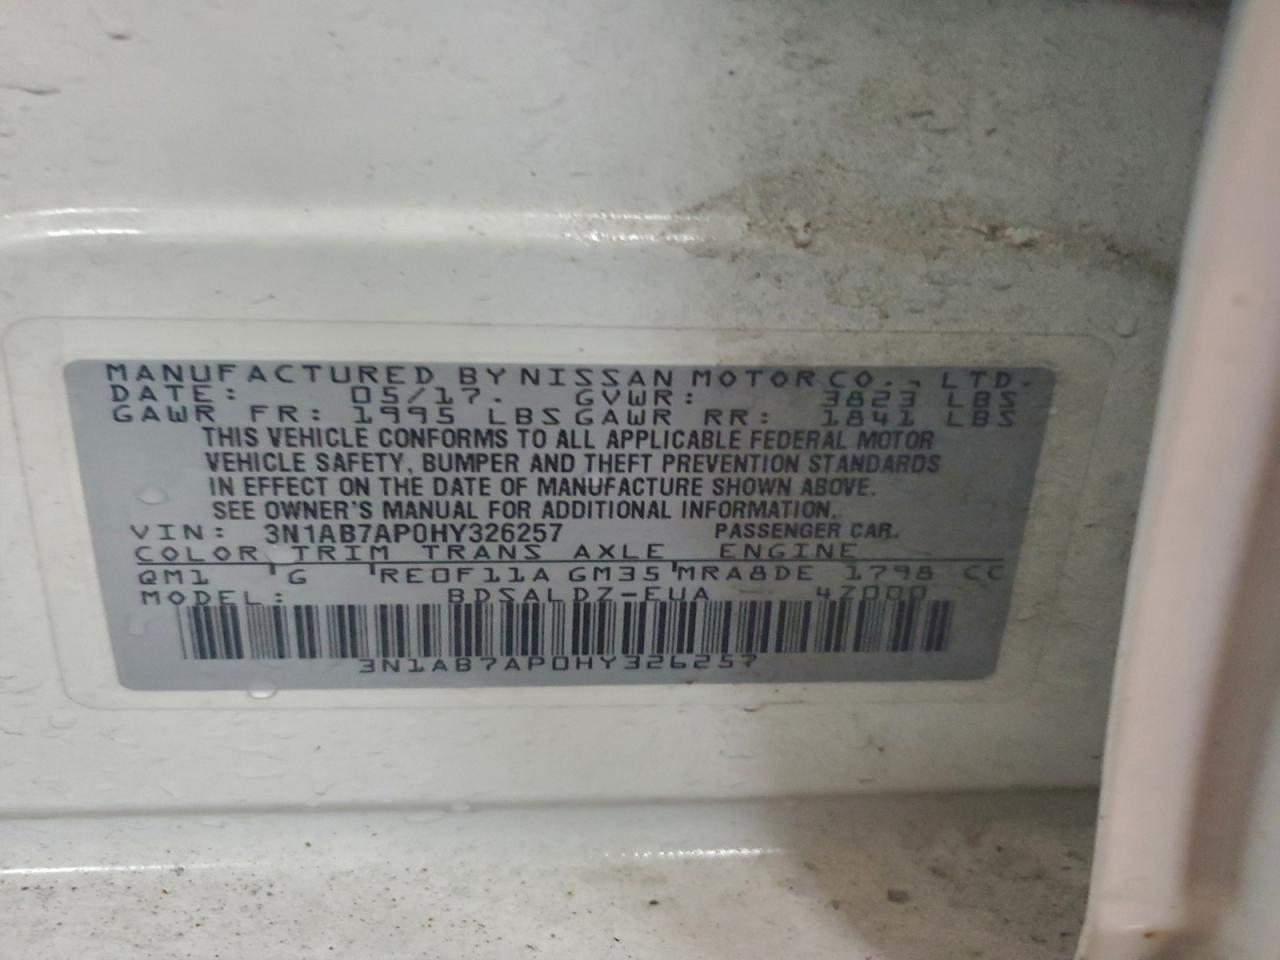 MANUFACTURED BY NISSAN MOTOR CO., LTD.
DATE: 05/17. GVWR: 3823 LBS
GAWR FR: 1995 LBS GAWR RR: 1841 LBS
THIS VEHICLE CONFORMS TO ALL APPLICABLE FEDERAL MOTOR
VEHICLE SAFETY, BUMPER AND THEFT PREVENTION STANDARDS
IN EFFECT ON THE DATE OF MANUFACTURE SHOWN ABOVE.
SEE OWNER'S MANUAL FOR ADDITIONAL INFORMATION.
VIN: 3N1AB7AP0HY326257 PASSENGER CAR.
COLOR TRIM TRANS AXLE ENGINE
QM1 G RE0F11A GM35 MRA8DE 1798 CC
MODEL: BDSALDZ-EUA 4Z000
3N1AB7AP0HY326257